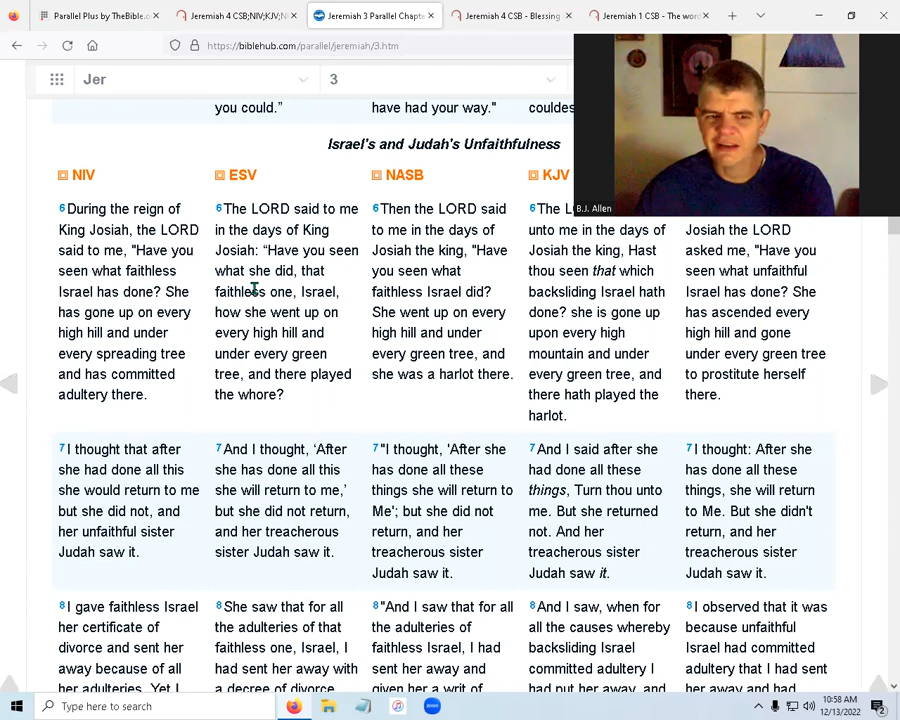 Parallel Plus by TheBible.c
Jeremiah 4 CSB;NIV;KJV;N
Jeremiah 3 Parallel Chapte
Jeremiah 4 CSB - Blessing
Jeremiah 1 CSB - The wor
https://biblehub.com/parallel/jeremiah/3.htm
Jer
3
you could.”
have had your way."
couldes
Israel's and Judah's Unfaithfulness
NIV
6During the reign of
King Josiah, the LORD
said to me, "Have you
seen what faithless
Israel has done? She
has gone up on every
high hill and under
every spreading tree
and has committed
adultery there.
ESV
6The LORD said to me
in the days of King
Josiah: “Have you seen
what she did, that
faithless one, Israel,
how she went up on
every high hill and
under every green
tree, and there played
the whore?
NASB
6Then the LORD said
to me in the days of
Josiah the king, "Have
you seen what
faithless Israel did?
She went up on every
high hill and under
every green tree, and
she was a harlot there.
KJV
6The L
unto me in the days of
Josiah the king, Hast
thou seen that which
backsliding Israel hath
done? she is gone up
upon every high
mountain and under
every green tree, and
there hath played the
harlot.
B.J. Allen
Josiah the LORD
asked me, "Have you
seen what unfaithful
Israel has done? She
has ascended every
high hill and gone
under every green tree
to prostitute herself
there.
7I thought that after
she had done all this
she would return to me
but she did not, and
her unfaithful sister
Judah saw it.
7And I thought, ‘After
she has done all this
she will return to me,’
but she did not return,
and her treacherous
sister Judah saw it.
7"I thought, 'After she
has done all these
things she will return to
Me'; but she did not
return, and her
treacherous sister
Judah saw it.
7And I said after she
had done all these
things, Turn thou unto
me. But she returned
not. And her
treacherous sister
Judah saw it.
7I thought: After she
has done all these
things, she will return
to Me. But she didn't
return, and her
treacherous sister
Judah saw it.
8I gave faithless Israel
her certificate of
divorce and sent her
away because of all
her adulteries. Yet I
8She saw that for all
the adulteries of that
faithless one, Israel, I
had sent her away with
a decree of divorce.
8"And I saw that for all
the adulteries of
faithless Israel, I had
sent her away and
given her a writ of
8And I saw, when for
all the causes whereby
backsliding Israel
committed adultery I
had put her away, and
8I observed that it was
because unfaithful
Israel had committed
adultery that I had sent
her away and had
Type here to search
10:58 AM
12/13/2022
2